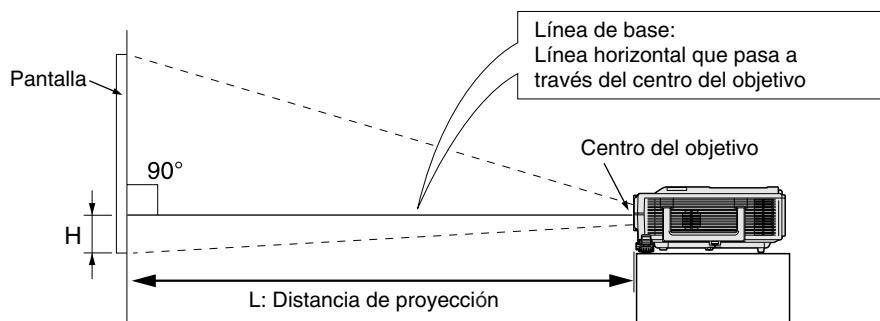 Línea de base:
Línea horizontal que pasa a
través del centro del objetivo
Pantalla
Centro del objetivo
90°
H
L: Distancia de proyección